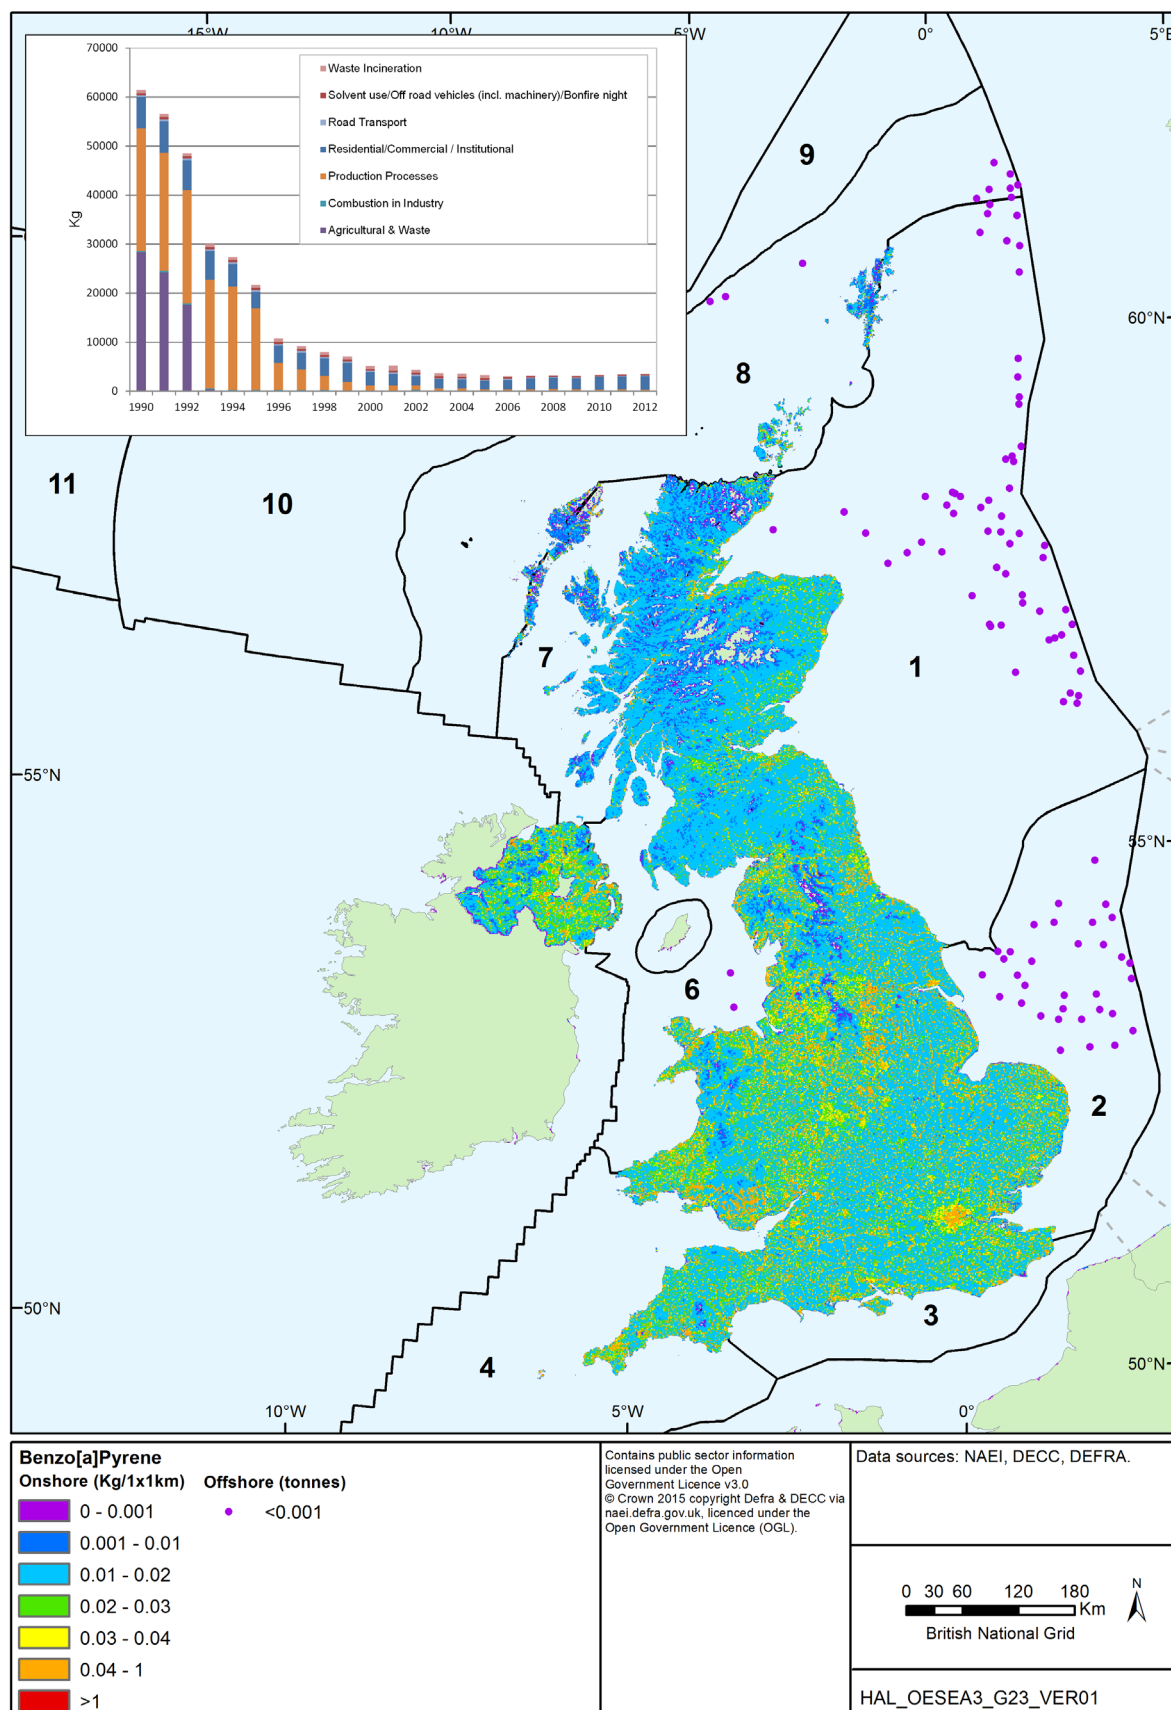 15°W
10°W
5°W
0°
5°E
70000
60000
50000
40000
30000
20000
10000
0
Kg
1990
1992
1994
1996
1998
2000
2002
2004
2006
2008
2010
2012
Waste Incineration
Solvent use/Off road vehicles (incl. machinery)/Bonfire night
Road Transport
Residential/Commercial / Institutional
Production Processes
Combustion in Industry
Agricultural & Waste
9
60°N
8
11
10
7
1
55°N
55°N
6
2
50°N
3
4
50°N
10°W
5°W
0°
Benzo[a]Pyrene
Onshore (Kg/1x1km)
Offshore (tonnes)
0 - 0.001
<0.001
0.001 - 0.01
0.01 - 0.02
0.02 - 0.03
0.03 - 0.04
0.04 - 1
>1
Contains public sector information
licensed under the Open
Government Licence v3.0
© Crown 2015 copyright Defra & DECC via
naei.defra.gov.uk, licenced under the
Open Government Licence (OGL).
Data sources: NAEI, DECC, DEFRA.
0 30 60 120 180
Km
N
British National Grid
HAL_OESEA3_G23_VER01